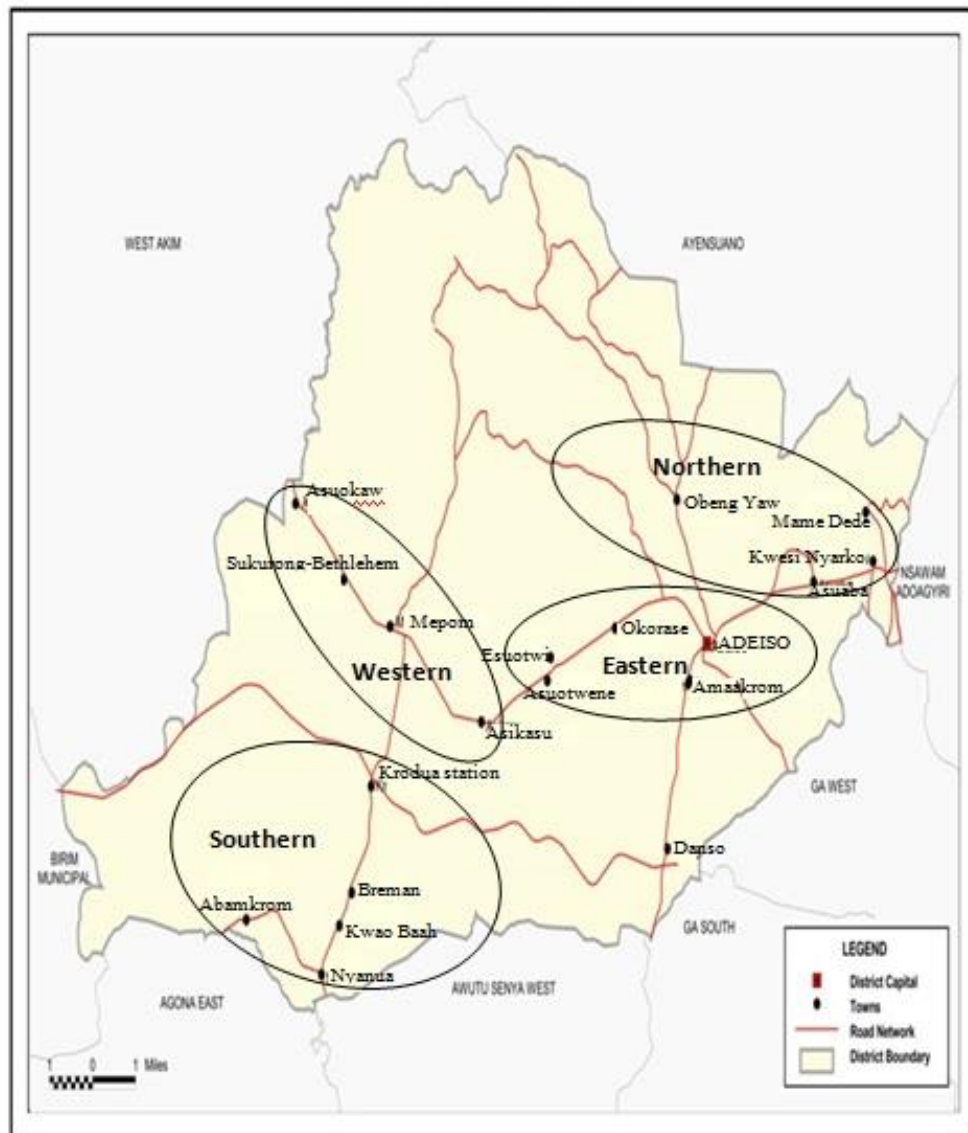 WEST AKIM
AYENSUANO
Northern
Asuokaw
Obeng Yaw
Mame Dede
Sukurong-Bethlehem
Kwesi Nyarko
NSAWAM
ADOAGYIRI
Asuaba
Mepom
Okorase
ADEISO
Esuotwi
Eastern
Western
Asuotwene
Amaakrom
Asikasu
Krodua station
GA WEST
Southern
Danso
BIRIM
MUNICIPAL
Breman
Abamkrom
Kwao Baah
GA SOUTH
Nyanua
AGONA EAST
AWUTU SENYA WEST
LEGEND
District Capital
Towns
Road Network
District Boundary
1 0 1 Miles